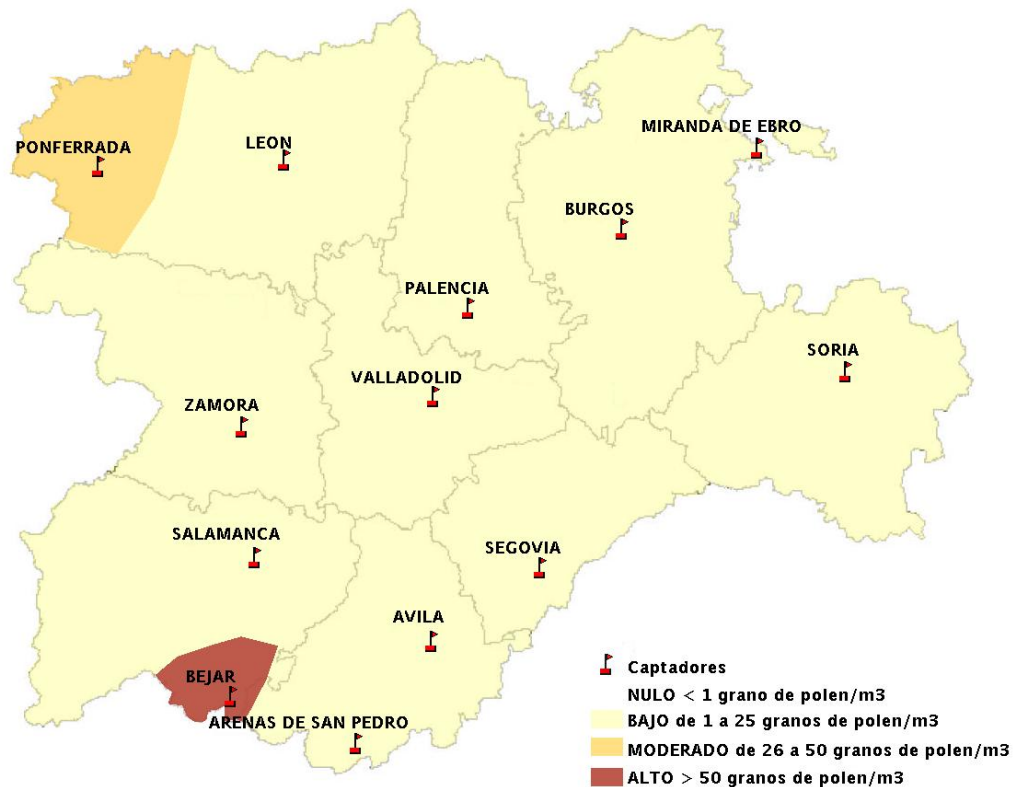 MIRANDA DE EBRO
PONFERRADA
LEON
BURGOS
PALENCIA
SORIA
VALLADOLID
ZAMORA
SALAMANCA
SEGOVIA
AVILA
BEJAR
ARENAS DE SAN PEDRO
Captadores
NULO < 1 grano de polen/m3
BAJO de 1 a 25 granos de polen/m3
MODERADO de 26 a 50 granos de polen/m3
ALTO > 50 granos de polen/m3